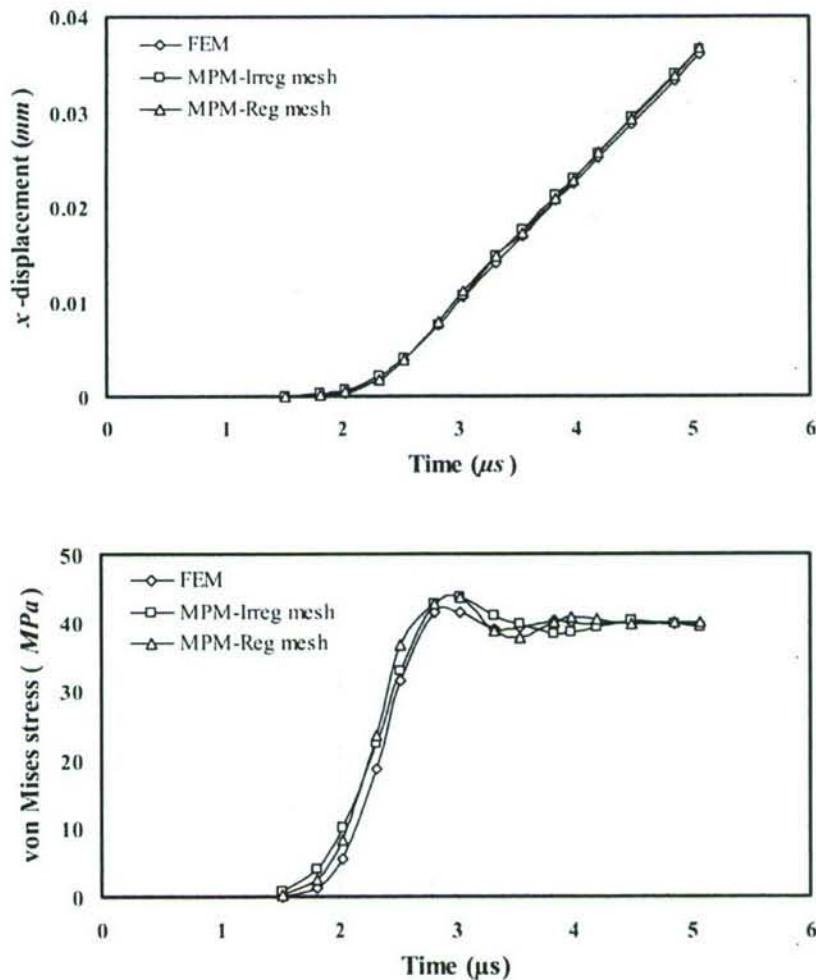 0.04
0.03
0.02
0.01
0
x-displacement (mm)
FEM
MPM-Irreg mesh
MPM-Reg mesh
0 1 2 3 4 5 6
Time (μs)
50
40
30
20
10
0
von Mises stress ( MPa)
FEM
MPM-Irreg mesh
MPM-Reg mesh
0 1 2 3 4 5 6
Time (μs)